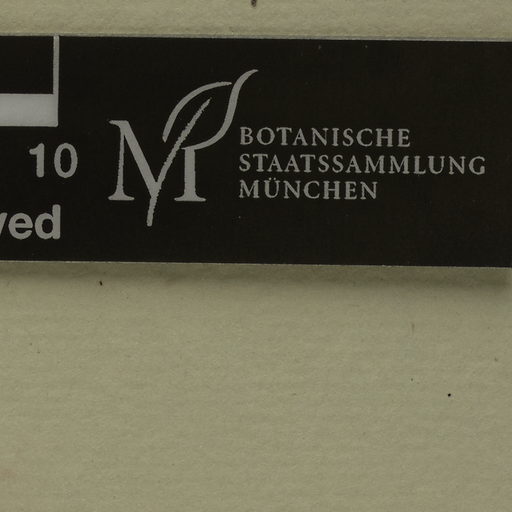 10
ved
BOTANISCHE
STAATSSAMMLUNG
MÜNCHEN